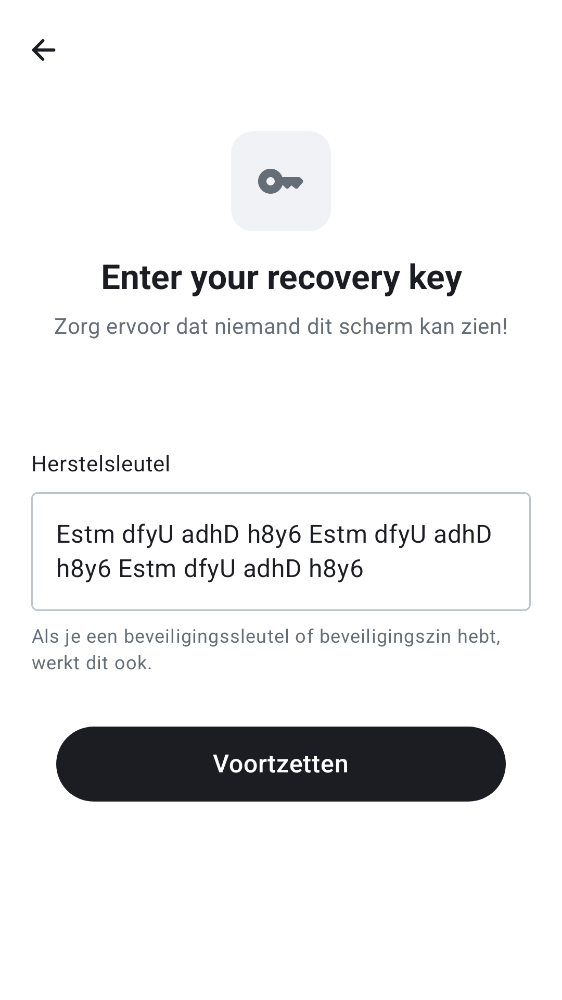 Enter your recovery key
Zorg ervoor dat niemand dit scherm kan zien!
Herstelsleutel
Estm dfyU adhD h8y6 Estm dfyU adhD
h8y6 Estm dfyU adhD h8y6
Als je een beveiligingssleutel of beveiligingszin hebt,
werkt dit ook.
Voortzetten